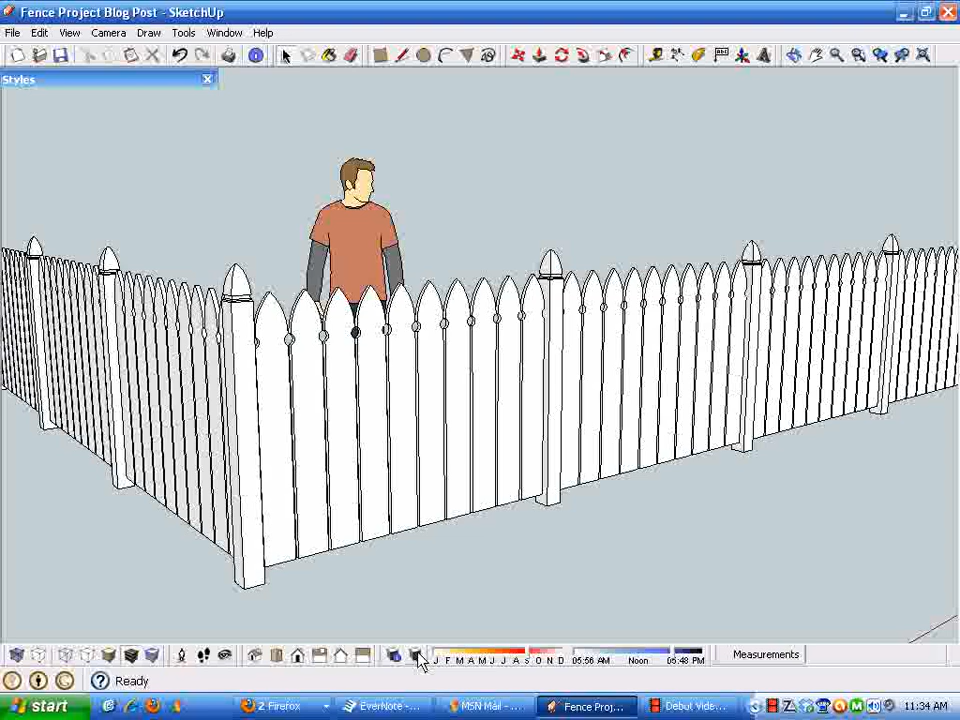 Fence Project Blog Post - SketchUp
File Edit View Camera Draw Tools Window Help
Styles
J F M A M J J A S O N D 05:56 AM Noon 05:48 PM Measurements
Ready
start 2 Firefox EverNote - ... MSN Mail - ... Fence Proj... Debut Vide... 11:34 AM